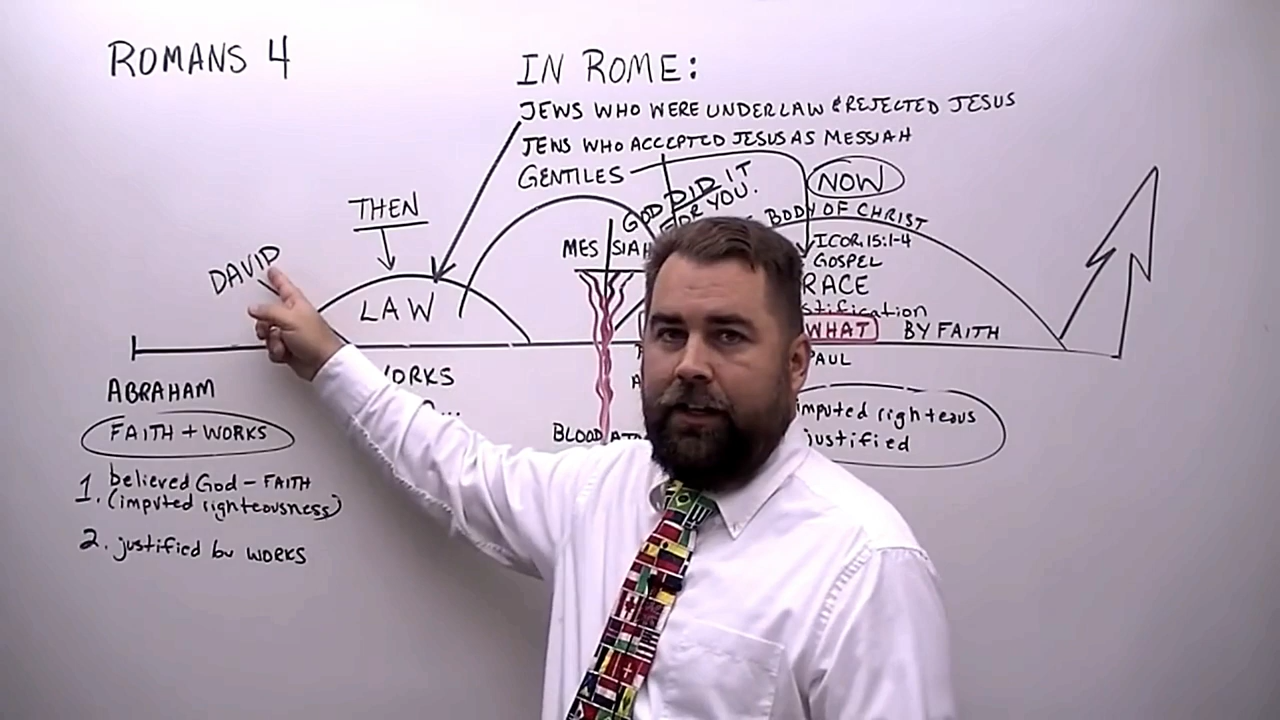 ROMANS 4
IN ROME:
JEWS WHO WERE UNDER LAW & REJECTED JESUS
JEWS WHO ACCEPTED JESUS AS MESSIAH
GENTILES
GOD DID IT
FOR YOU.
NOW
THEN
BODY OF CHRIST
MESSIAH
1COR. 15:1-4
GOSPEL
DAVID
LAW
RACE
stification
WHAT BY FAITH
PAUL
ABRAHAM
ORKS
FAITH + WORKS
imputed righteous
justified
BLOOD AT
1. believed God - FAITH
(imputed righteousness)
2. justified by WORKS